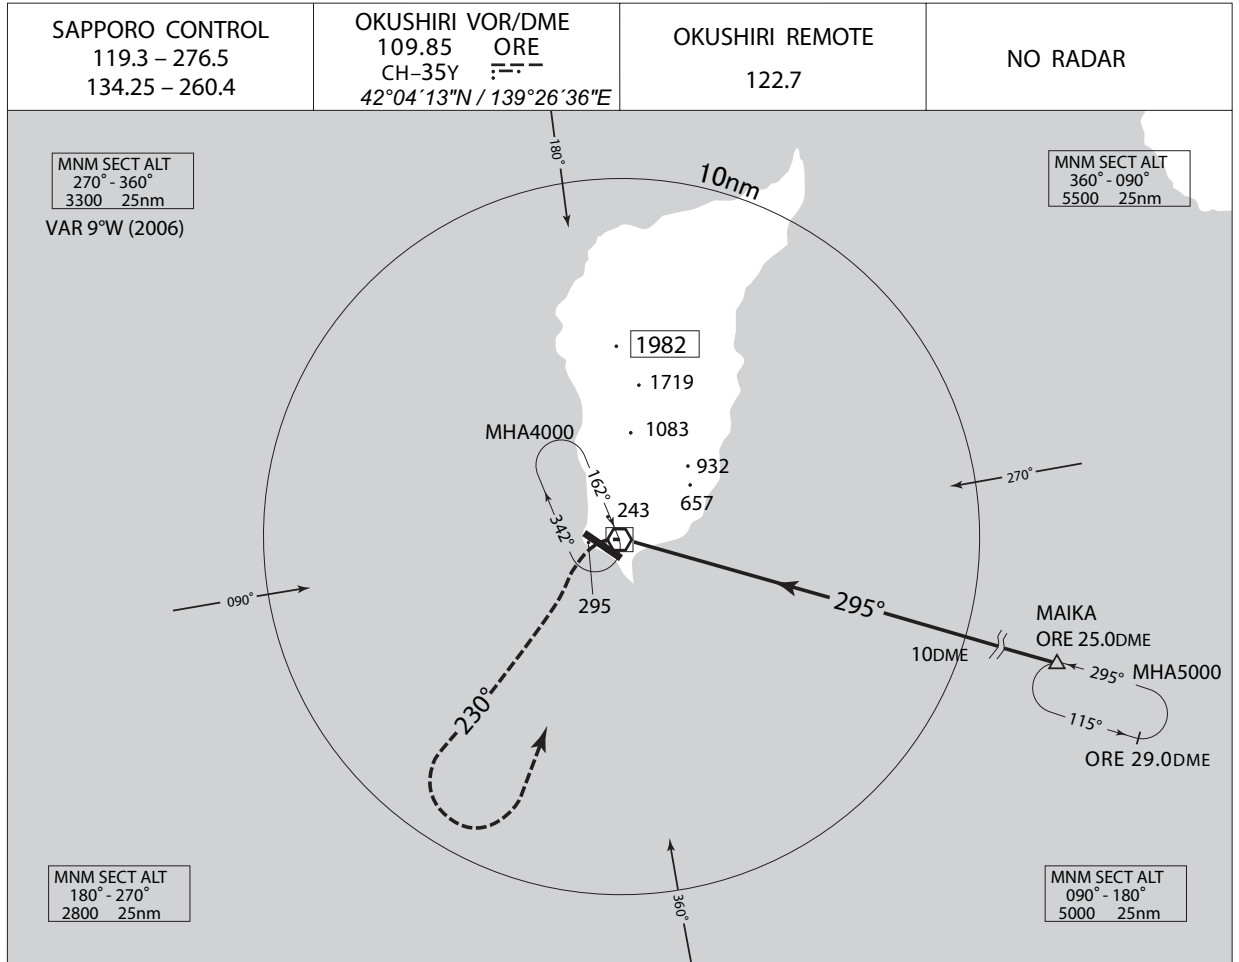 SAPPORO CONTROL
119.3 – 276.5
134.25 – 260.4
OKUSHIRI VOR/DME
109.85 ORE
CH–35Y
42°04´13"N / 139°26´36"E
OKUSHIRI REMOTE
122.7
NO RADAR
MNM SECT ALT
270° - 360°
3300 25nm
VAR 9°W (2006)
180°
10nm
MNM SECT ALT
360° - 090°
5500 25nm
1982
1719
1083
MHA4000
932
657
162°
243
342°
270°
090°
295
295°
MAIKA
ORE 25.0DME
10DME
295° MHA5000
115°
ORE 29.0DME
230°
MNM SECT ALT
180° - 270°
2800 25nm
360°
MNM SECT ALT
090° - 180°
5000 25nm